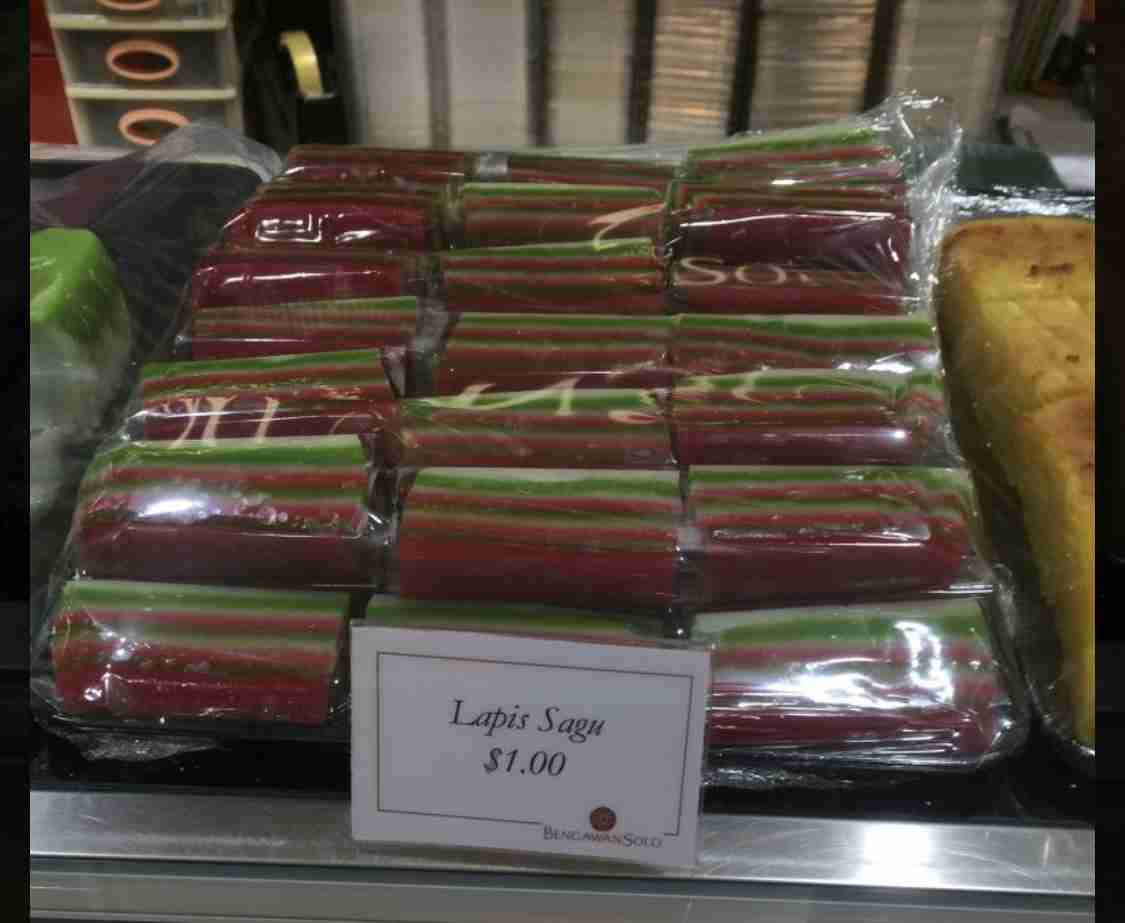 Lapis Sagu
$1.00
BENGAWAN SOLO